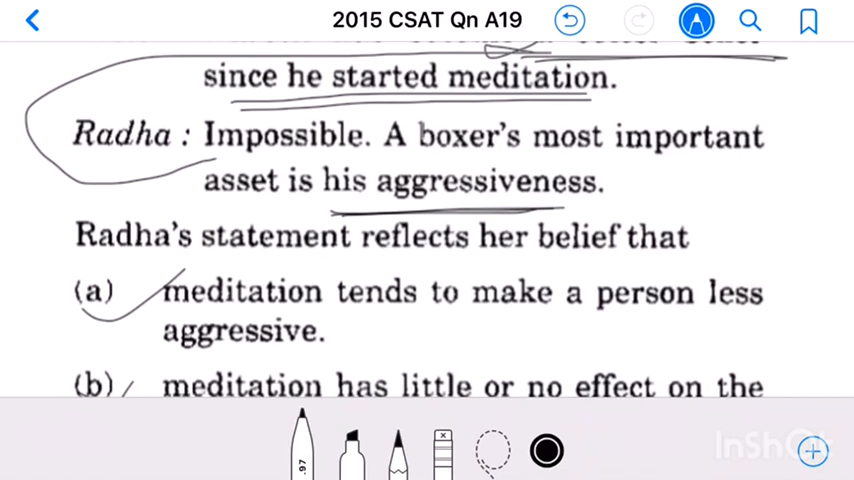 2015 CSAT Qn A19
since he started meditation.
Radha : Impossible. A boxer's most important
asset is his aggressiveness.
Radha's statement reflects her belief that
(a) meditation tends to make a person less
aggressive.
(b) meditation has little or no effect on the
.97
InShOt